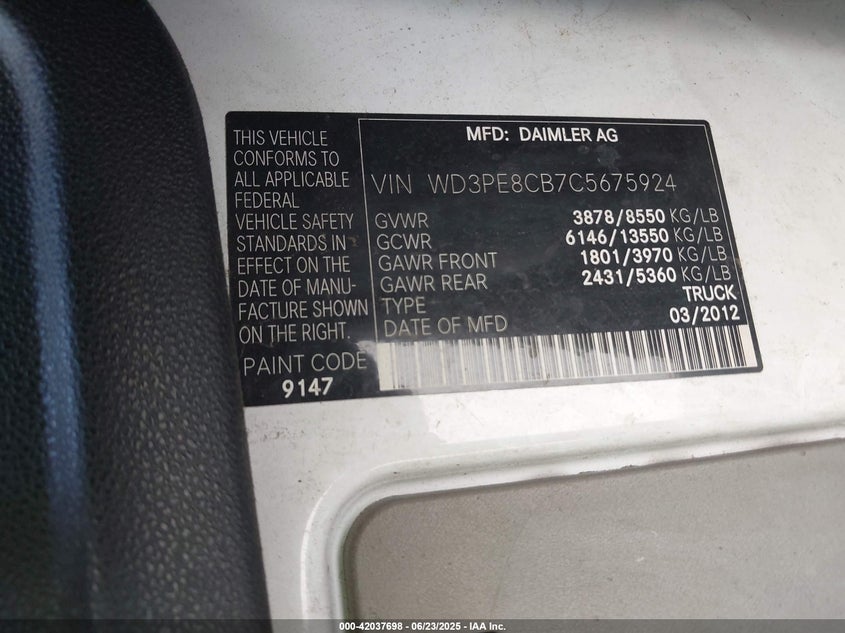 THIS VEHICLE
CONFORMS TO
ALL APPLICABLE
FEDERAL
VEHICLE SAFETY
STANDARDS IN
EFFECT ON THE
DATE OF MANU-
FACTURE SHOWN
ON THE RIGHT.
PAINT CODE
9147
MFD: DAIMLER AG
VIN WD3PE8CB7C5675924
GVWR 3878/8550 KG/LB
GCWR 6146/13550 KG/LB
GAWR FRONT 1801/3970 KG/LB
GAWR REAR 2431/5360 KG/LB
TYPE TRUCK
DATE OF MFD 03/2012
000-42037698 - 06/23/2025 - IAA Inc.